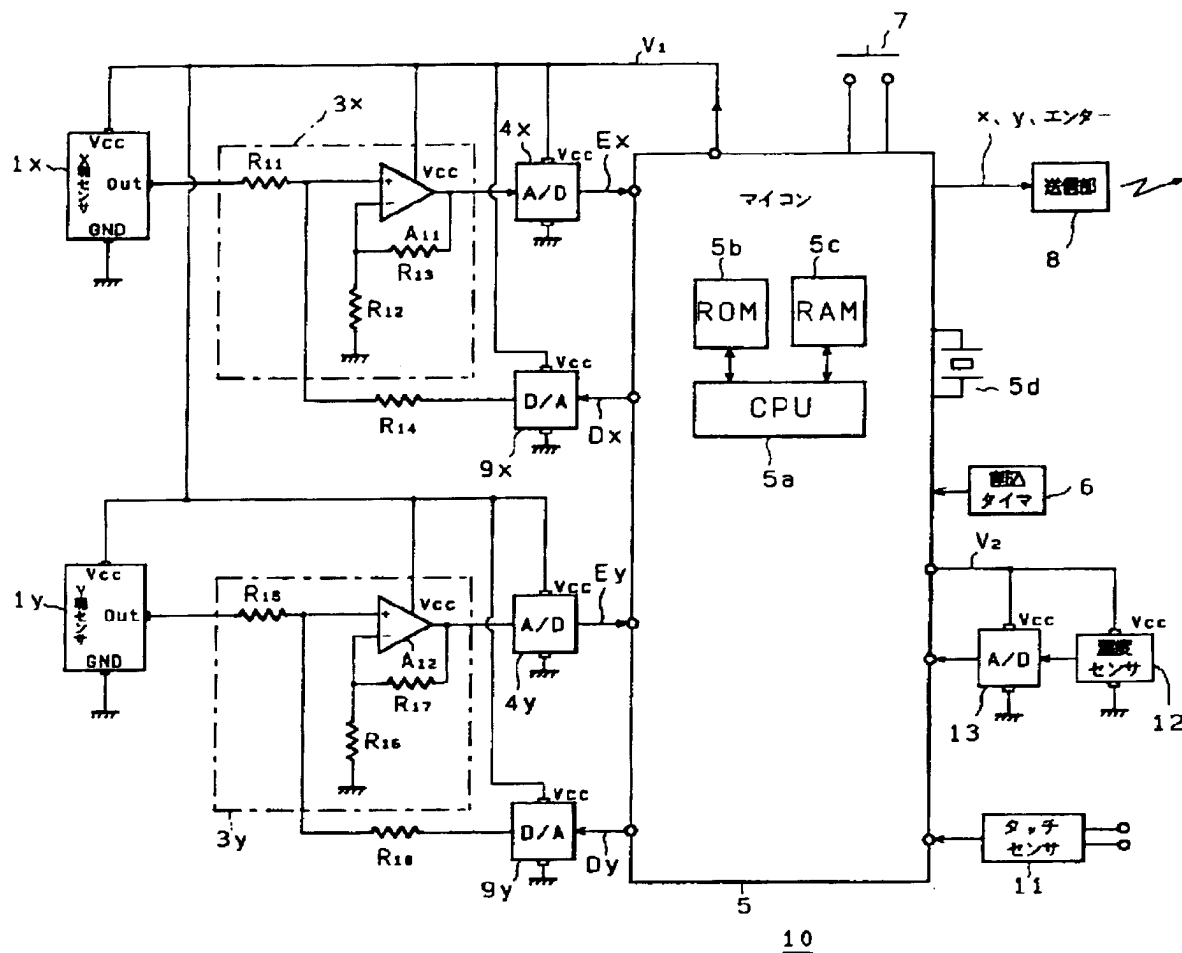 7
V1
3x
4x
x、y、エンター
1x
Vcc
X軸センサ
Out
GND
R11
Vcc
A11
R13
R12
Vcc
A/D
Ex
マイコン
送信部
8
5b
5c
ROM
RAM
CPU
5a
5d
Vcc
D/A
R14
Dx
9x
割込
タイマ
6
V2
1y
Vcc
Y軸センサ
Out
GND
R15
Vcc
A12
R17
R16
Vcc
A/D
Ey
4y
Vcc
A/D
13
Vcc
温度
センサ
12
3y
R18
Vcc
D/A
Dy
9y
タッチ
センサ
11
5
10